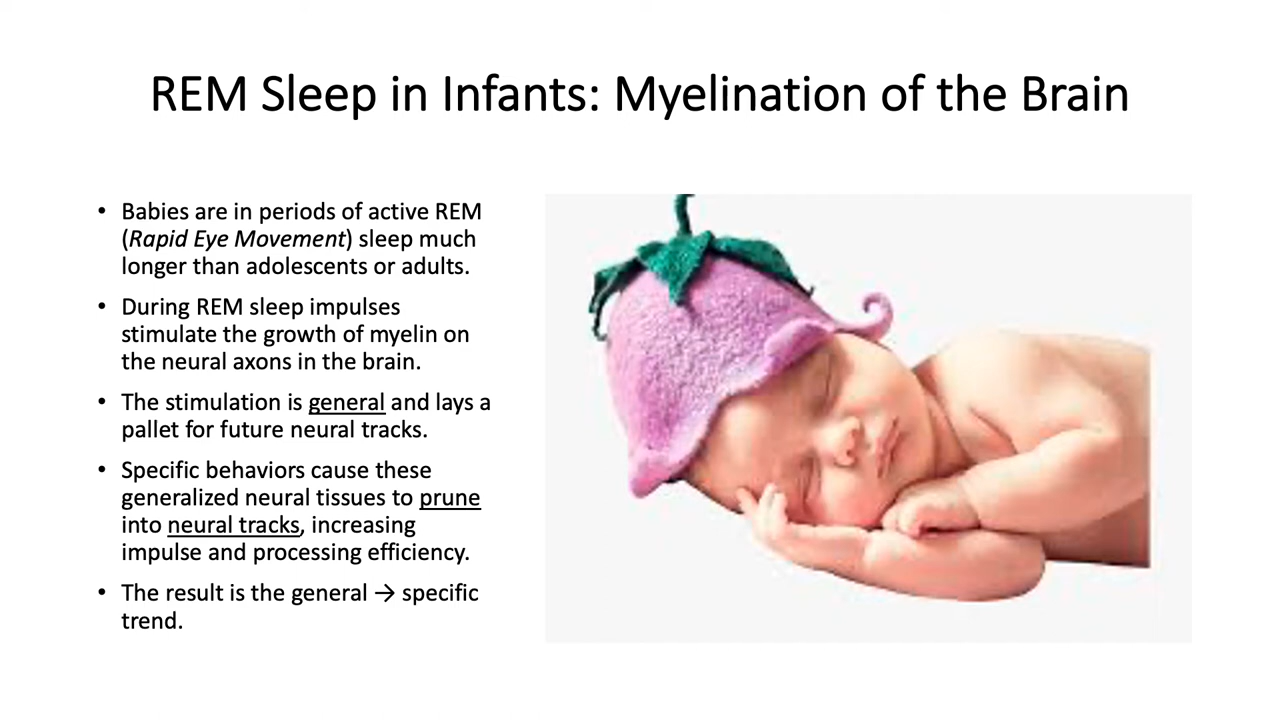 REM Sleep in Infants: Myelination of the Brain
• Babies are in periods of active REM
(Rapid Eye Movement) sleep much
longer than adolescents or adults.
• During REM sleep impulses
stimulate the growth of myelin on
the neural axons in the brain.
• The stimulation is general and lays a
pallet for future neural tracks.
• Specific behaviors cause these
generalized neural tissues to prune
into neural tracks, increasing
impulse and processing efficiency.
• The result is the general → specific
trend.